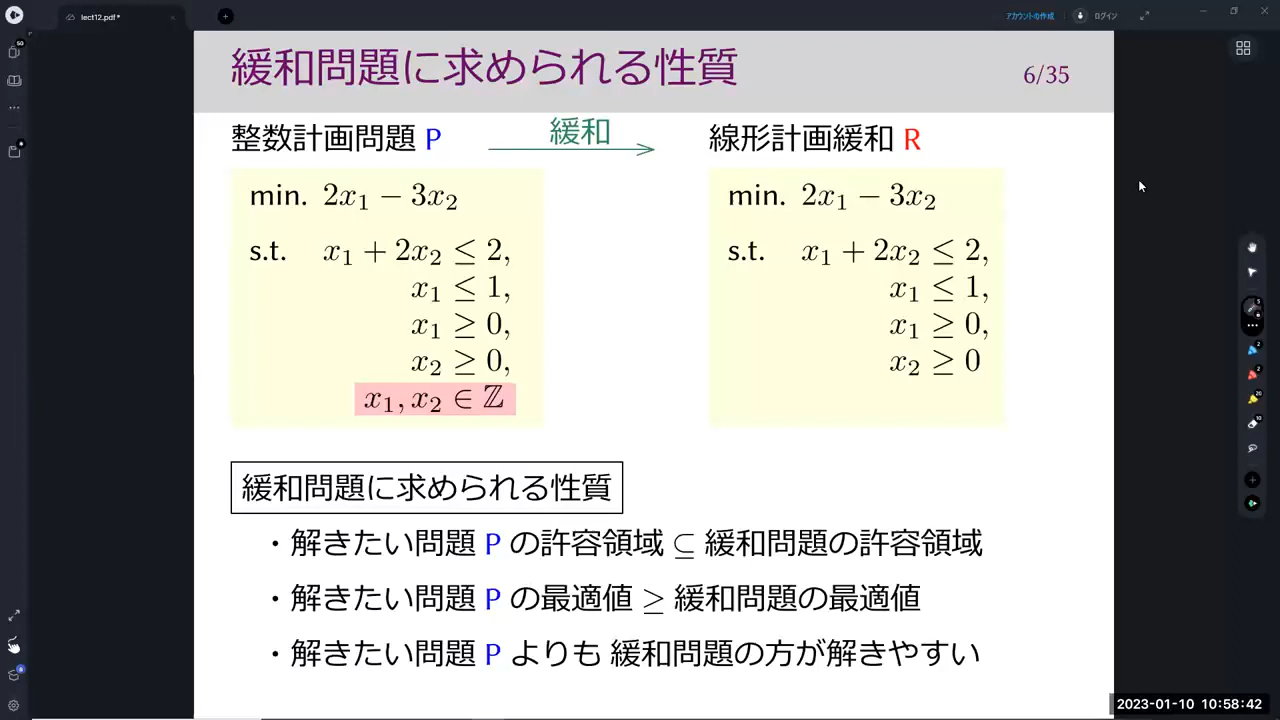 lect12.pdf*
アカウントの作成
ログイン
緩和問題に求められる性質
6/35
整数計画問題 P
緩和
線形計画緩和 R
min. 2x₁ − 3x₂
s.t. x₁ + 2x₂ ≤ 2,
x₁ ≤ 1,
x₁ ≥ 0,
x₂ ≥ 0,
x₁, x₂ ∈ ℤ
min. 2x₁ − 3x₂
s.t. x₁ + 2x₂ ≤ 2,
x₁ ≤ 1,
x₁ ≥ 0,
x₂ ≥ 0
緩和問題に求められる性質
・解きたい問題 P の許容領域 ⊆ 緩和問題の許容領域
・解きたい問題 P の最適値 ≥ 緩和問題の最適値
・解きたい問題 P よりも 緩和問題の方が解きやすい
2023-01-10 10:58:42